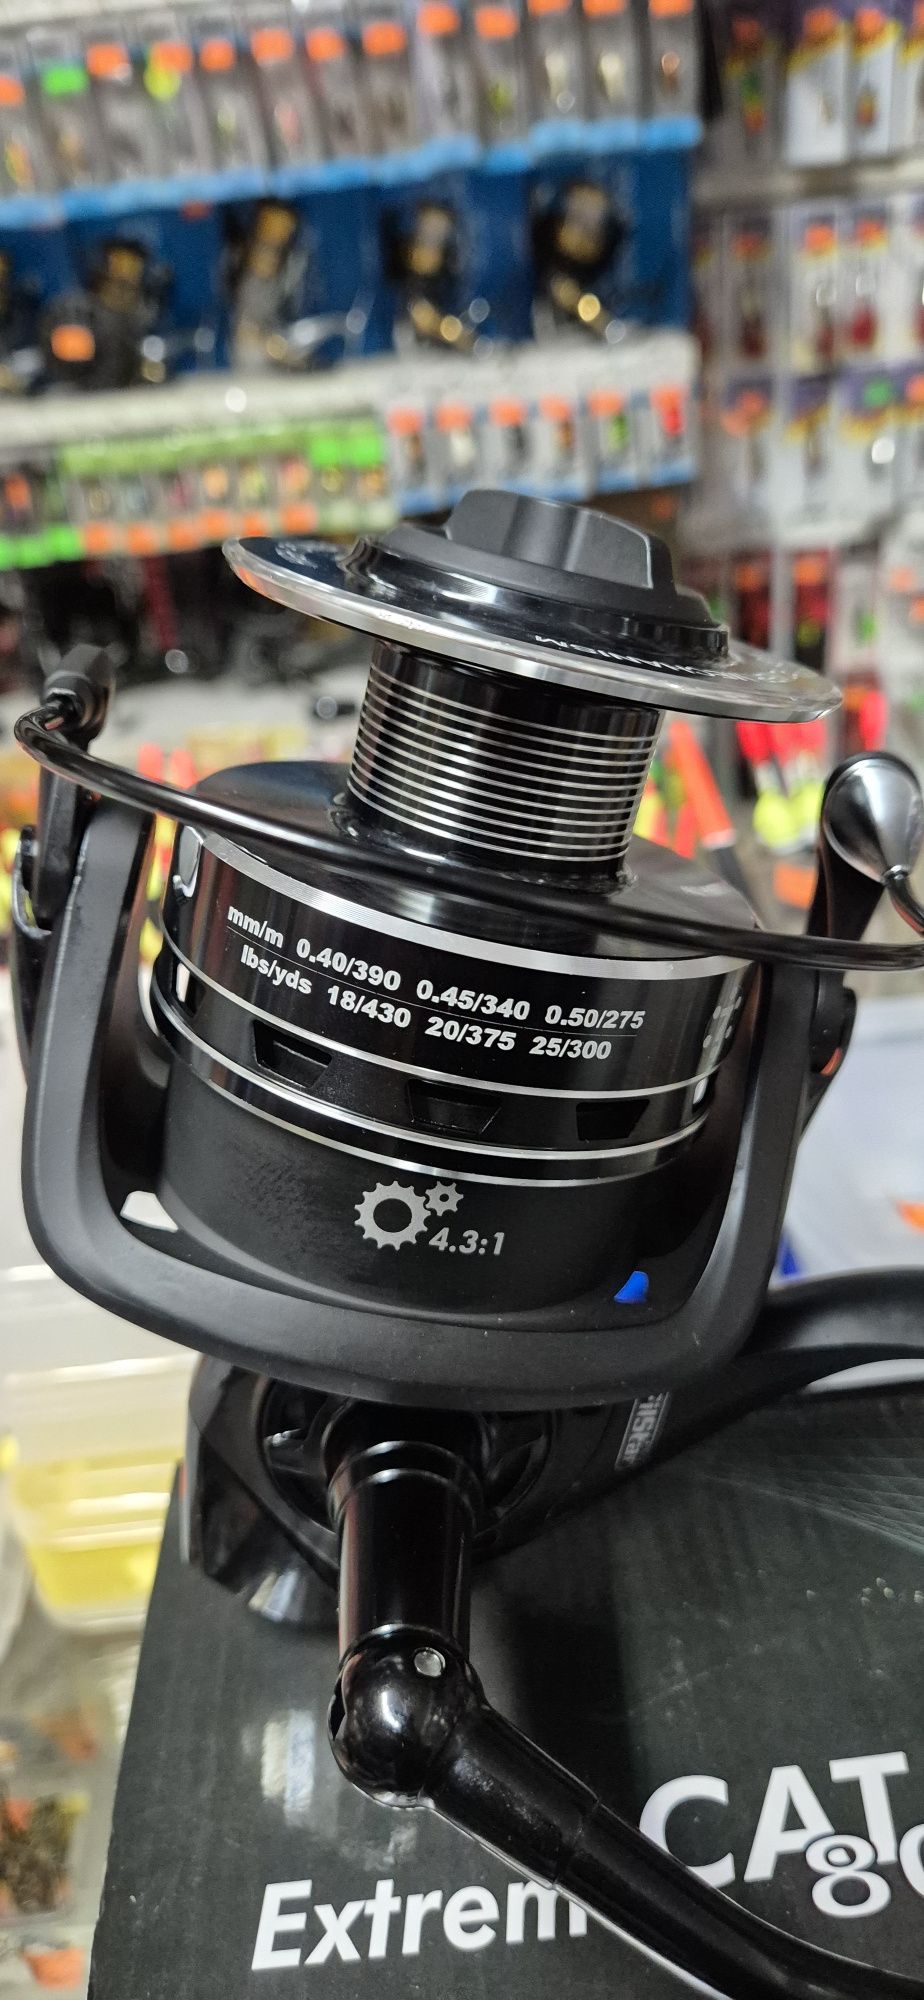 mm/m 0.40/390 0.45/340 0.50/275
lbs/yds 18/430 20/375 25/300
4.3:1
FilStar
CAT
Extrem